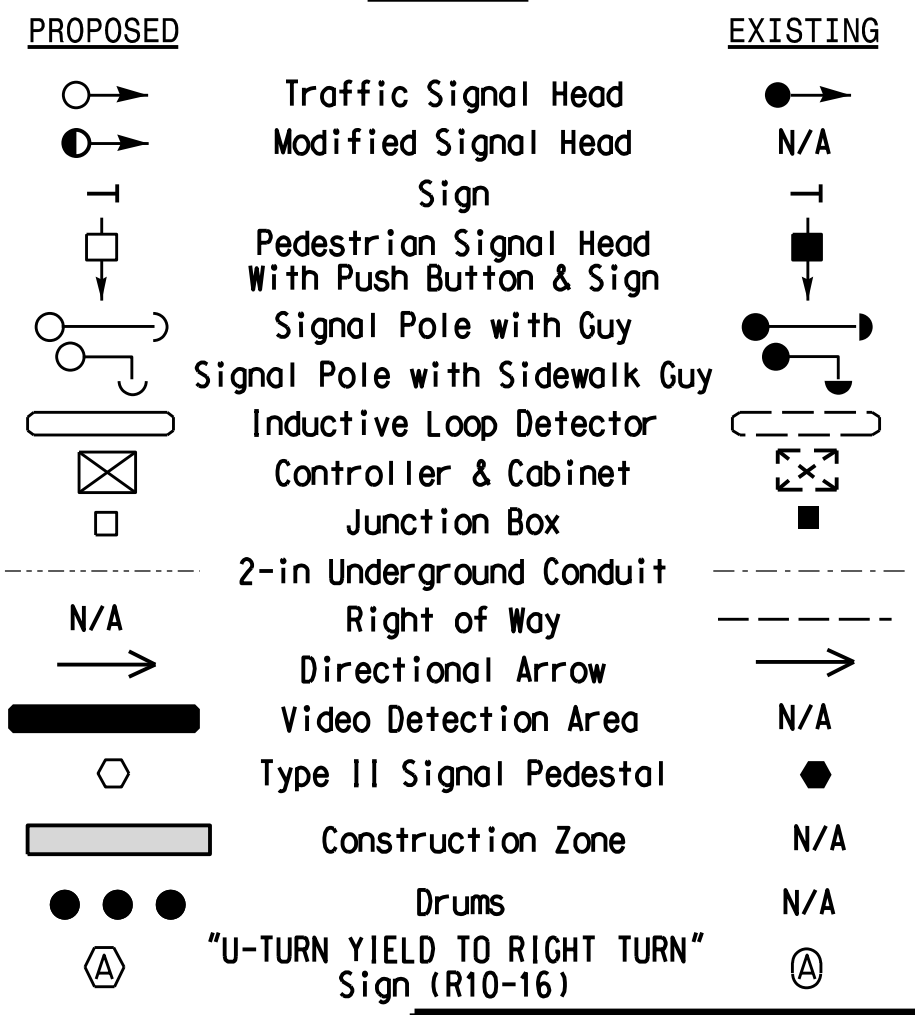 PROPOSED EXISTING
Traffic Signal Head
Modified Signal Head N/A
Sign
Pedestrian Signal Head
With Push Button & Sign
Signal Pole with Guy
Signal Pole with Sidewalk Guy
Inductive Loop Detector
Controller & Cabinet
Junction Box
2-in Underground Conduit
N/A Right of Way
Directional Arrow
Video Detection Area N/A
Type II Signal Pedestal
Construction Zone N/A
Drums N/A
"U-TURN YIELD TO RIGHT TURN"
A Sign (R10-16) A